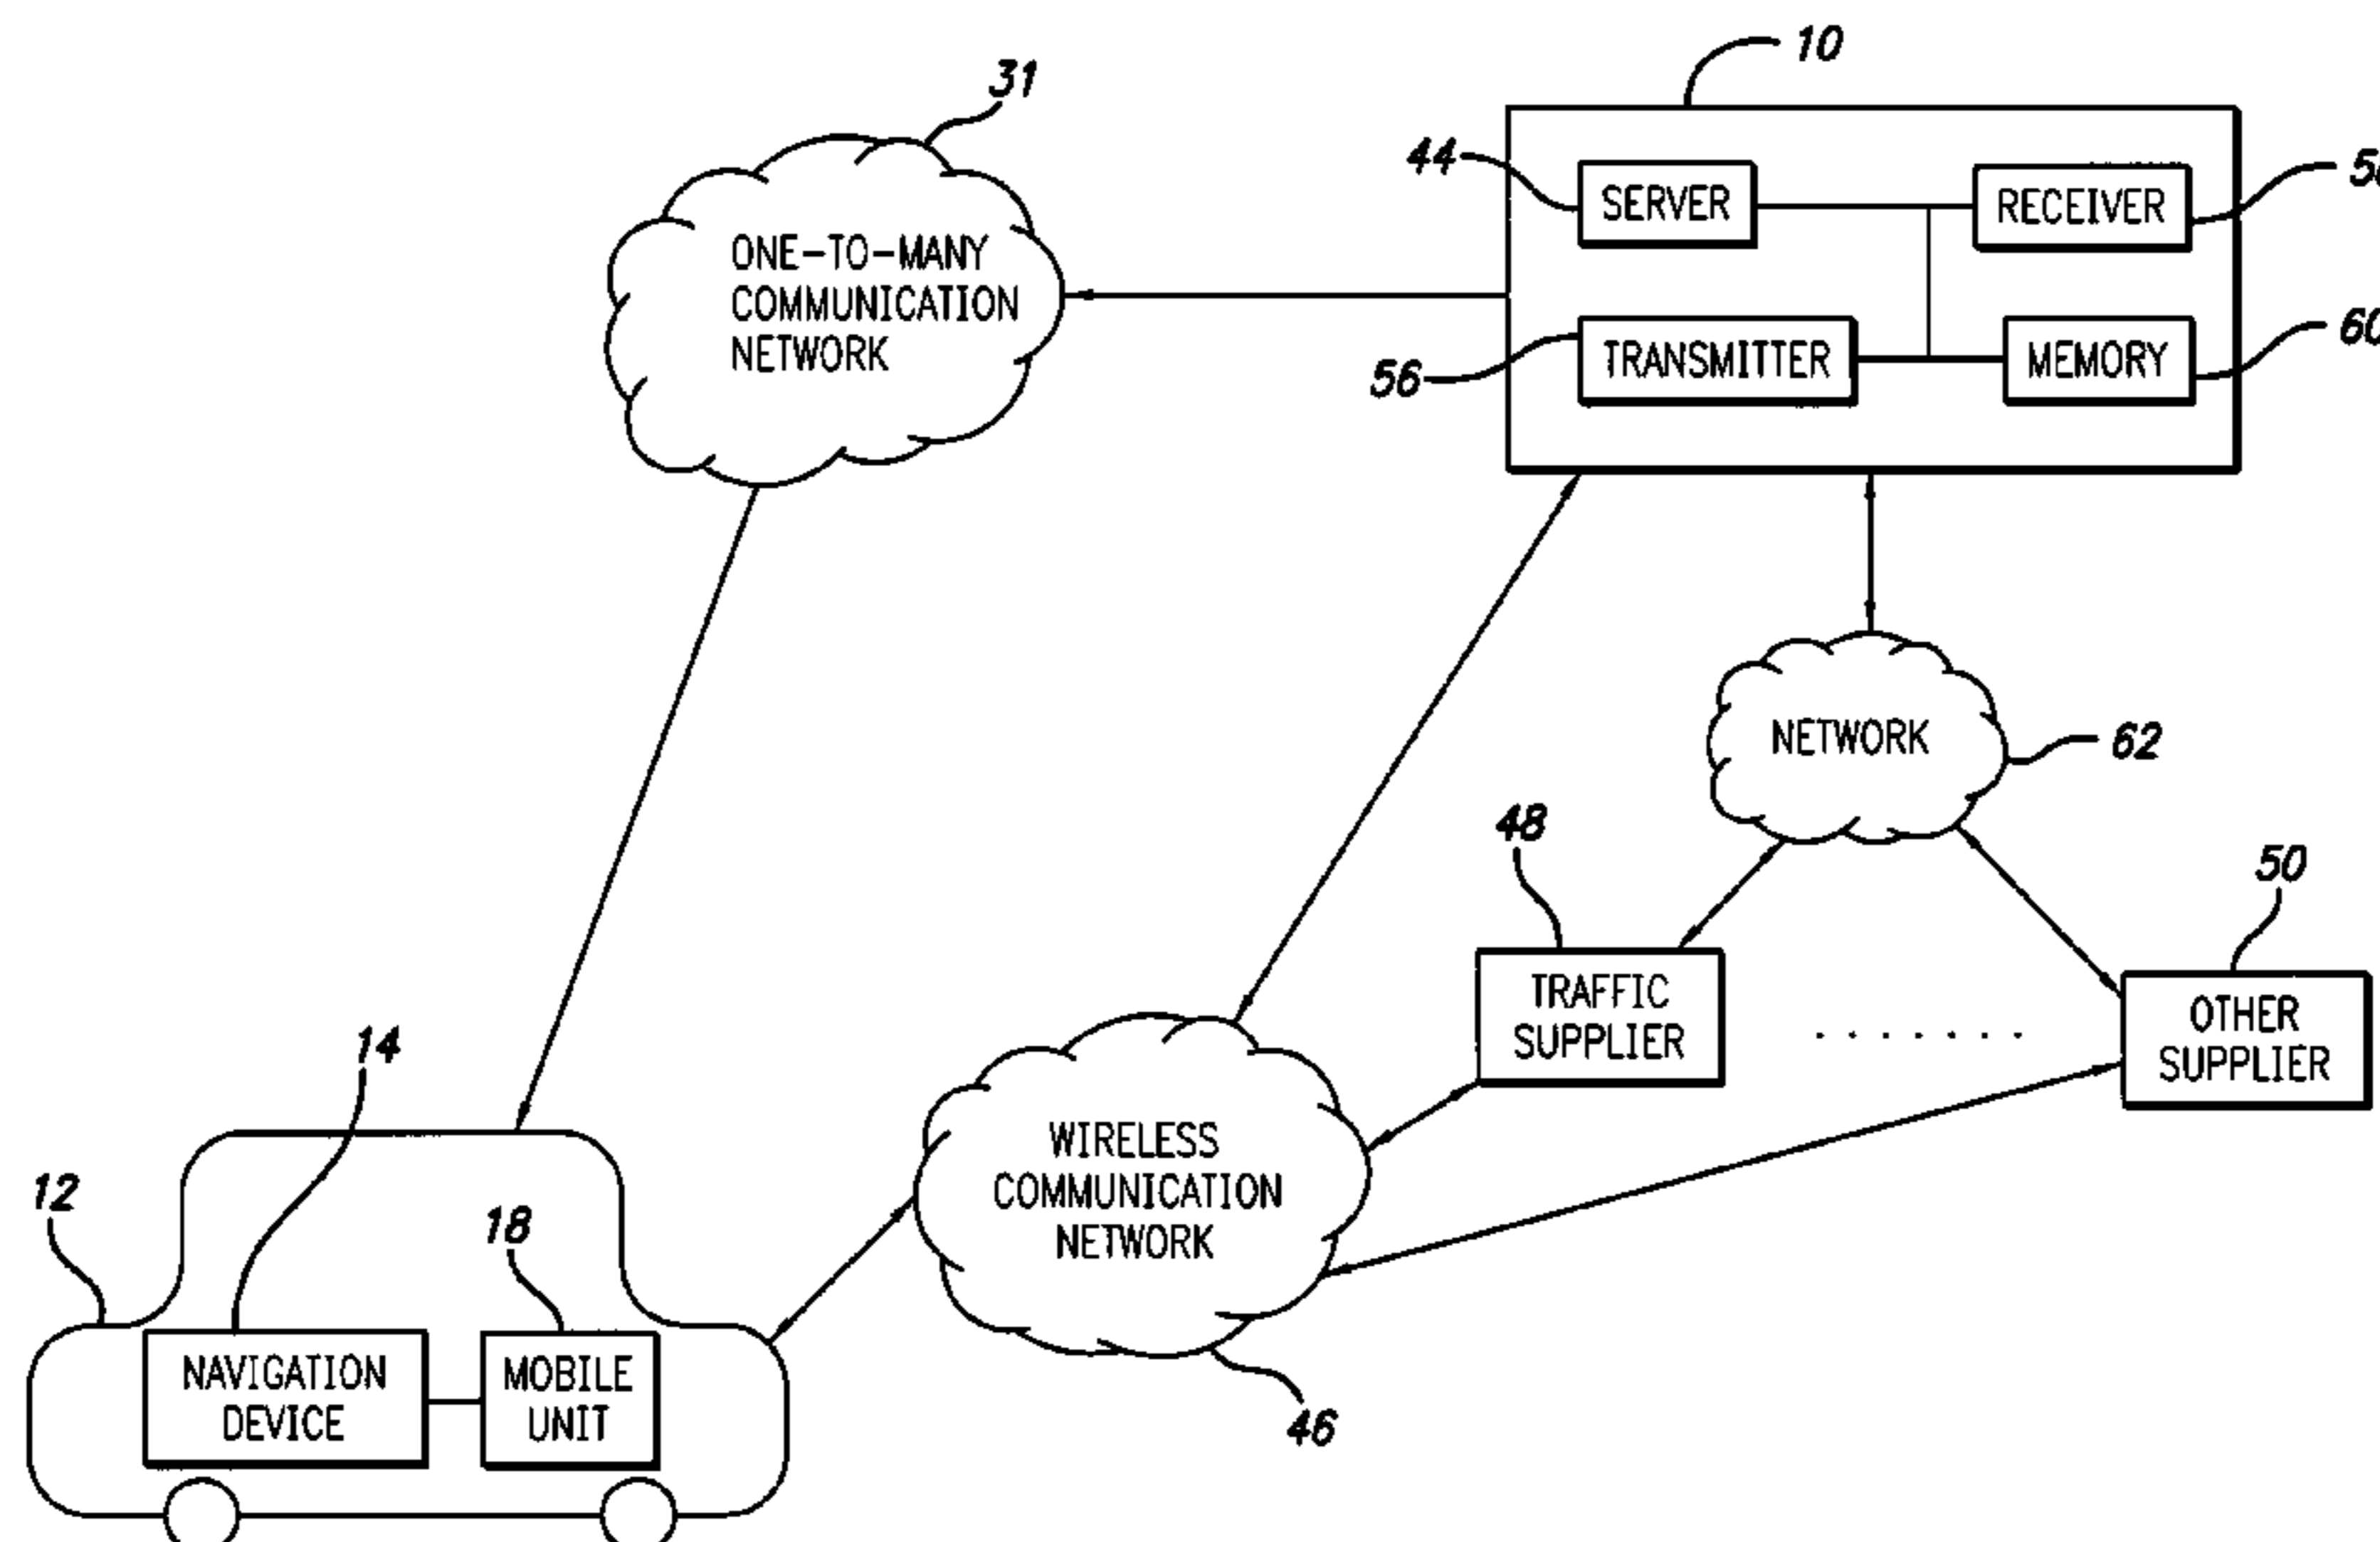 10
31
44
SERVER
RECEIVER
ONE-TO-MANY
COMMUNICATION
NETWORK
56
TRANSMITTER
MEMORY
60
NETWORK
62
48
50
TRAFFIC
SUPPLIER
. . . . . . .
OTHER
SUPPLIER
14
12
18
WIRELESS
COMMUNICATION
NETWORK
NAVIGATION
DEVICE
MOBILE
UNIT
46